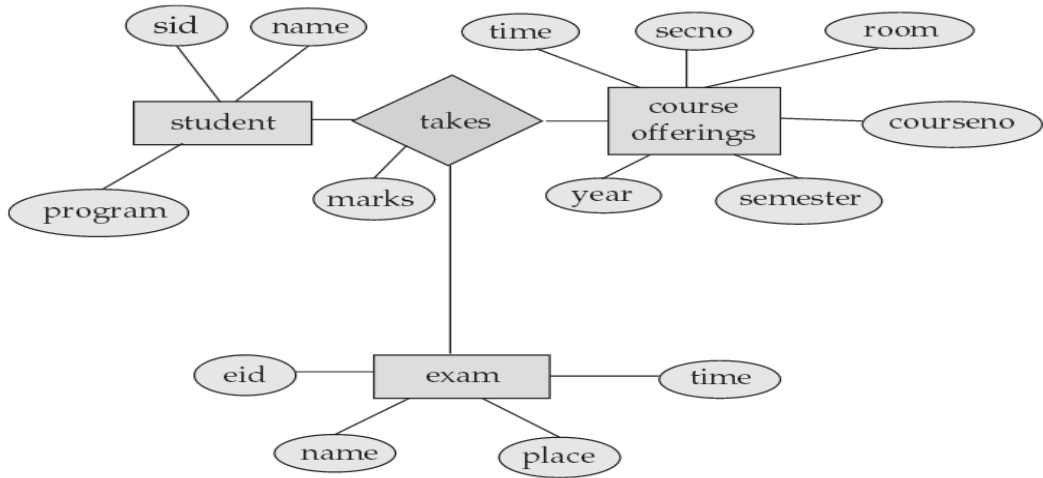 sid
name
time
secno
room
student
takes
course
offerings
courseno
program
marks
year
semester
eid
exam
time
name
place